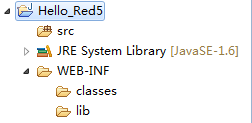 Hello_Red5
src
JRE System Library [JavaSE-1.6]
WEB-INF
classes
lib